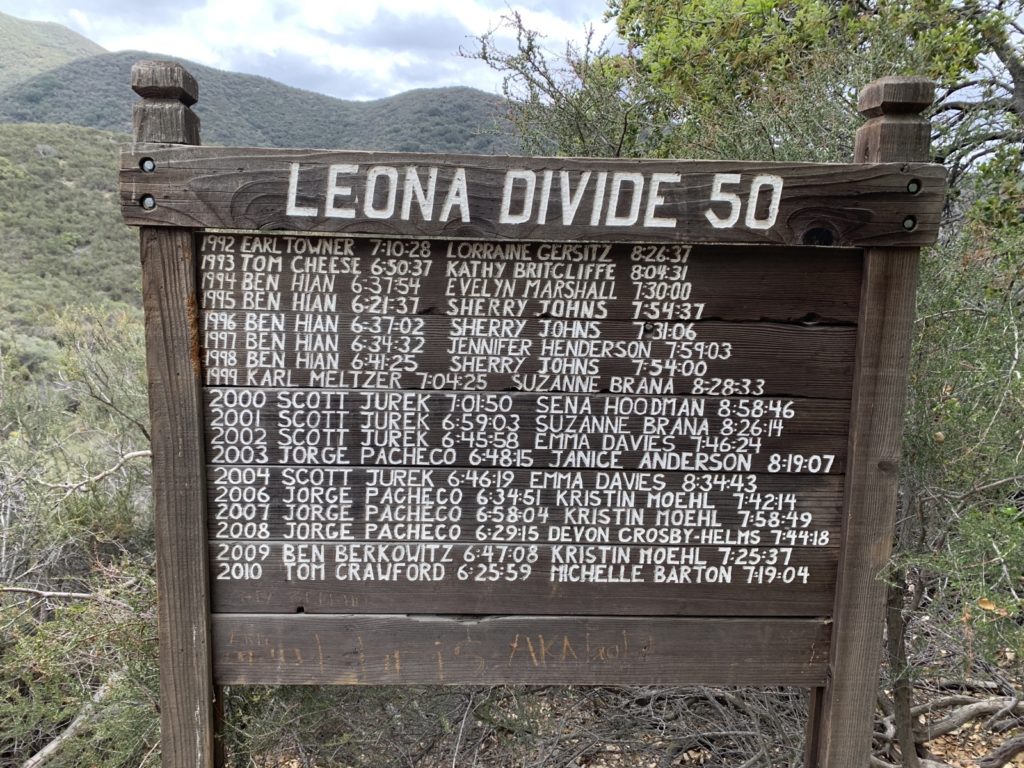 LEONA DIVIDE 50
1992 EARL TOWNER 7:10:28 LORRAINE GERSITZ 8:26:37
1993 TOM CHEESE 6:50:37 KATHY BRITCLIFFE 8:04:31
1994 BEN HIAN 6:37:54 EVELYN MARSHALL 7:30:00
1995 BEN HIAN 6:21:37 SHERRY JOHNS 7:54:37
1996 BEN HIAN 6:37:02 SHERRY JOHNS 7:31:06
1997 BEN HIAN 6:34:32 JENNIFER HENDERSON 7:59:03
1998 BEN HIAN 6:41:25 SHERRY JOHNS 7:54:00
1999 KARL MELTZER 7:04:25 SUZANNE BRANA 8:28:33
2000 SCOTT JUREK 7:01:50 SENA HOODMAN 8:58:46
2001 SCOTT JUREK 6:59:03 SUZANNE BRANA 8:26:14
2002 SCOTT JUREK 6:45:58 EMMA DAVIES 7:46:24
2003 JORGE PACHECO 6:48:15 JANICE ANDERSON 8:19:07
2004 SCOTT JUREK 6:46:19 EMMA DAVIES 8:34:43
2006 JORGE PACHECO 6:34:51 KRISTIN MOEHL 7:42:14
2007 JORGE PACHECO 6:58:04 KRISTIN MOEHL 7:58:49
2008 JORGE PACHECO 6:29:15 DEVON CROSBY-HELMS 7:44:18
2009 BEN BERKOWITZ 6:47:08 KRISTIN MOEHL 7:25:37
2010 TOM CRAWFORD 6:25:59 MICHELLE BARTON 7:19:04
AKA